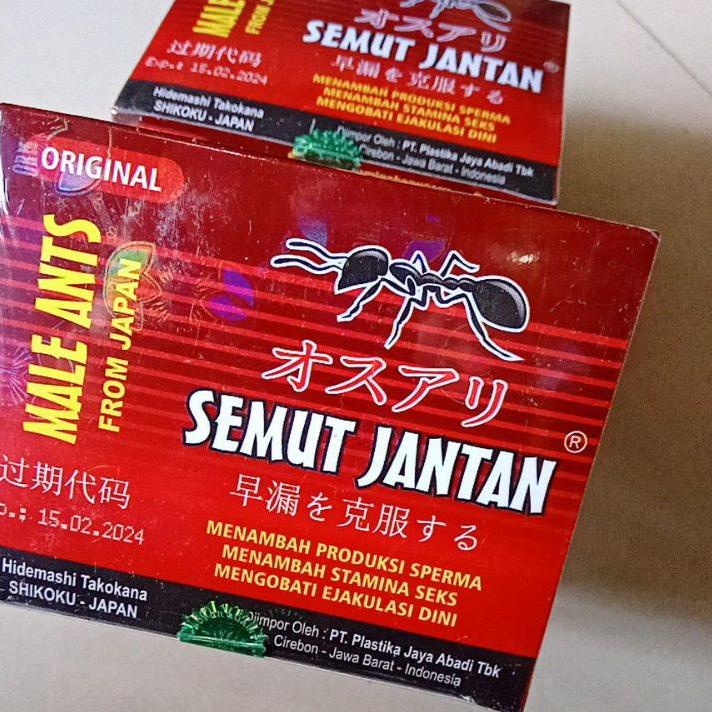 MALE
FROM J
过期代码
Exp.: 15.02.2024
Hidemashi Takokana
SHIKOKU - JAPAN
オスアリ
SEMUT JANTAN®
早漏を克服する
MENAMBAH PRODUKSI SPERMA
MENAMBAH STAMINA SEKS
MENGOBATI EJAKULASI DINI
Diimpor Oleh : PT. Plastika Jaya Abadi Tbk
Cirebon - Jawa Barat - Indonesia
ORIGINAL
MALE ANTS
FROM JAPAN
过期代码
p.: 15.02.2024
Hidemashi Takokana
SHIKOKU - JAPAN
オスアリ
SEMUT JANTAN®
早漏を克服する
MENAMBAH PRODUKSI SPERMA
MENAMBAH STAMINA SEKS
MENGOBATI EJAKULASI DINI
Diimpor Oleh : PT. Plastika Jaya Abadi Tbk
Cirebon - Jawa Barat - Indonesia